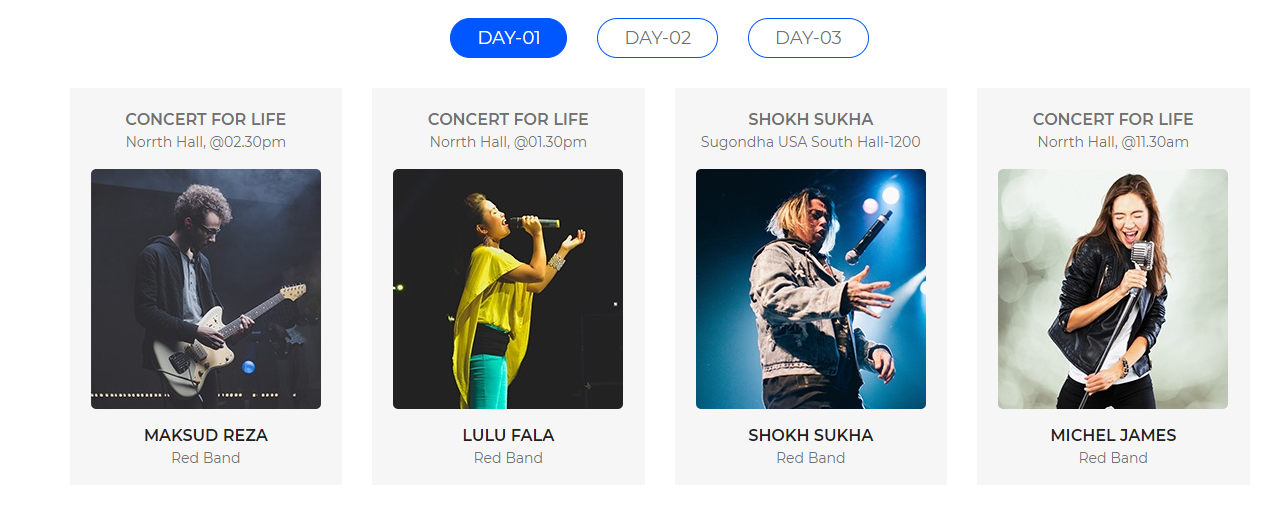 DAY-01
DAY-02
DAY-03
CONCERT FOR LIFE
Norrth Hall, @02.30pm
MAKSUD REZA
Red Band
CONCERT FOR LIFE
Norrth Hall, @01.30pm
LULU FALA
Red Band
SHOKH SUKHA
Sugondha USA South Hall-1200
SHOKH SUKHA
Red Band
CONCERT FOR LIFE
Norrth Hall, @11.30am
MICHEL JAMES
Red Band